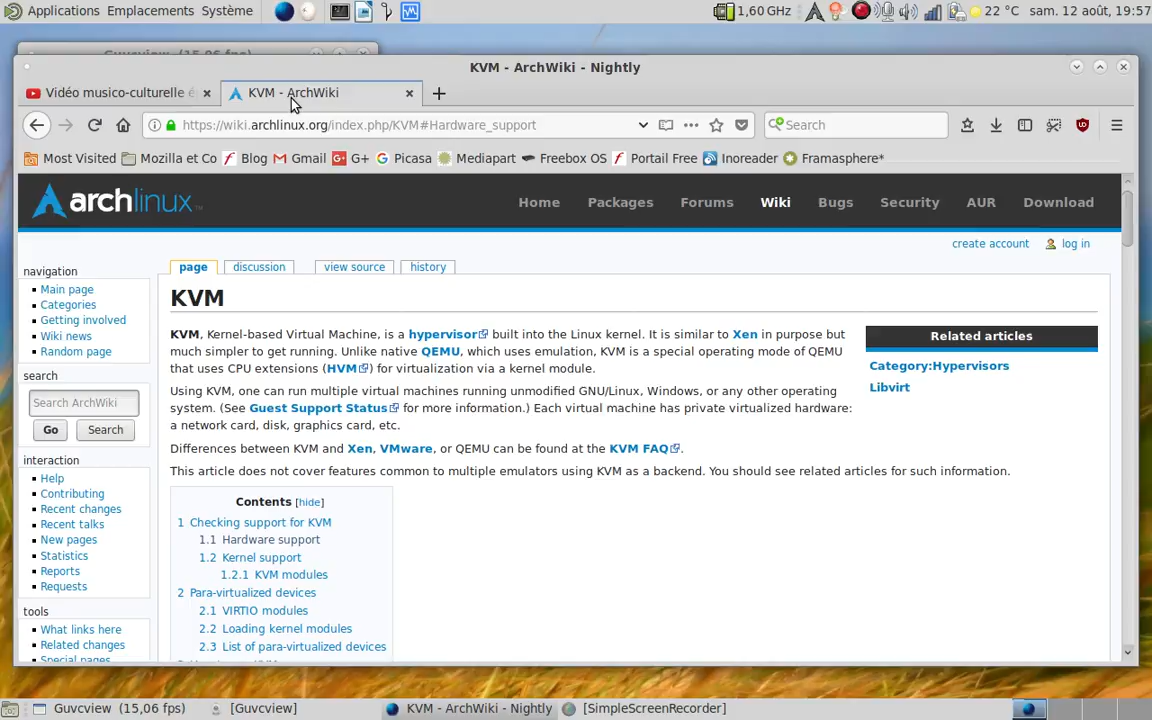 Applications Emplacements Système 1,60 GHz 22 °C sam. 12 août, 19:57
Guvcview (15,06 fps)
KVM - ArchWiki - Nightly
Vidéo musico-culturelle KVM - ArchWiki
https://wiki.archlinux.org/index.php/KVM#Hardware_support Search
Most Visited Mozilla et Co Blog Gmail G+ Picasa Mediapart Freebox OS Portail Free Inoreader Framasphere*
archlinux Home Packages Forums Wiki Bugs Security AUR Download
create account log in
page discussion view source history
navigation
Main page
Categories
Getting involved
Wiki news
Random page
search
Search ArchWiki
Go Search
interaction
Help
Contributing
Recent changes
Recent talks
New pages
Statistics
Reports
Requests
tools
What links here
Related changes
Special pages
KVM
KVM, Kernel-based Virtual Machine, is a hypervisor built into the Linux kernel. It is similar to Xen in purpose but
much simpler to get running. Unlike native QEMU, which uses emulation, KVM is a special operating mode of QEMU
that uses CPU extensions (HVM) for virtualization via a kernel module.
Using KVM, one can run multiple virtual machines running unmodified GNU/Linux, Windows, or any other operating
system. (See Guest Support Status for more information.) Each virtual machine has private virtualized hardware:
a network card, disk, graphics card, etc.
Differences between KVM and Xen, VMware, or QEMU can be found at the KVM FAQ.
This article does not cover features common to multiple emulators using KVM as a backend. You should see related articles for such information.
Related articles
Category:Hypervisors
Libvirt
Contents [hide]
1 Checking support for KVM
1.1 Hardware support
1.2 Kernel support
1.2.1 KVM modules
2 Para-virtualized devices
2.1 VIRTIO modules
2.2 Loading kernel modules
2.3 List of para-virtualized devices
Guvcview (15,06 fps) [Guvcview] KVM - ArchWiki - Nightly [SimpleScreenRecorder]